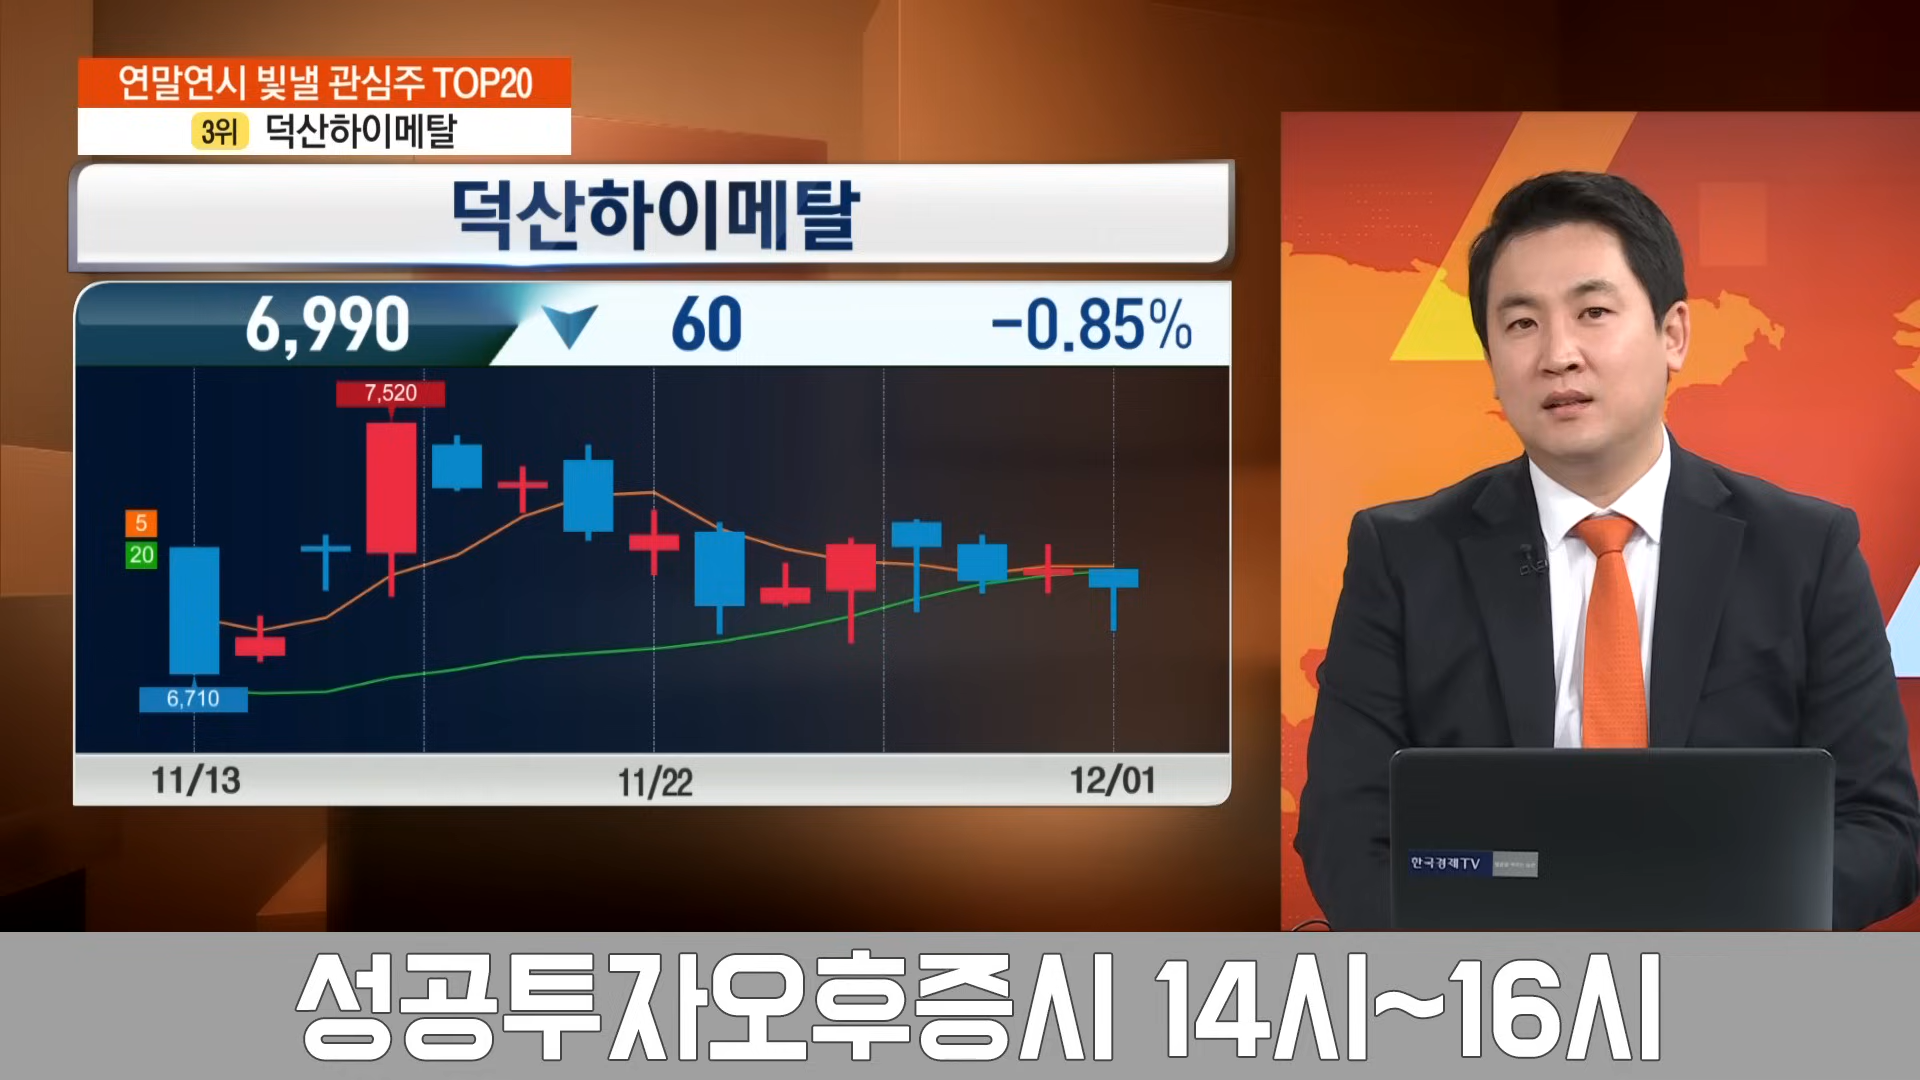 연말연시 빛낼 관심주 TOP20
3위 덕산하이메탈
덕산하이메탈
6,990 60 -0.85%
7,520
5
20
6,710
11/13 11/22 12/01
한국경제TV
성공투자오후증시 14시~16시